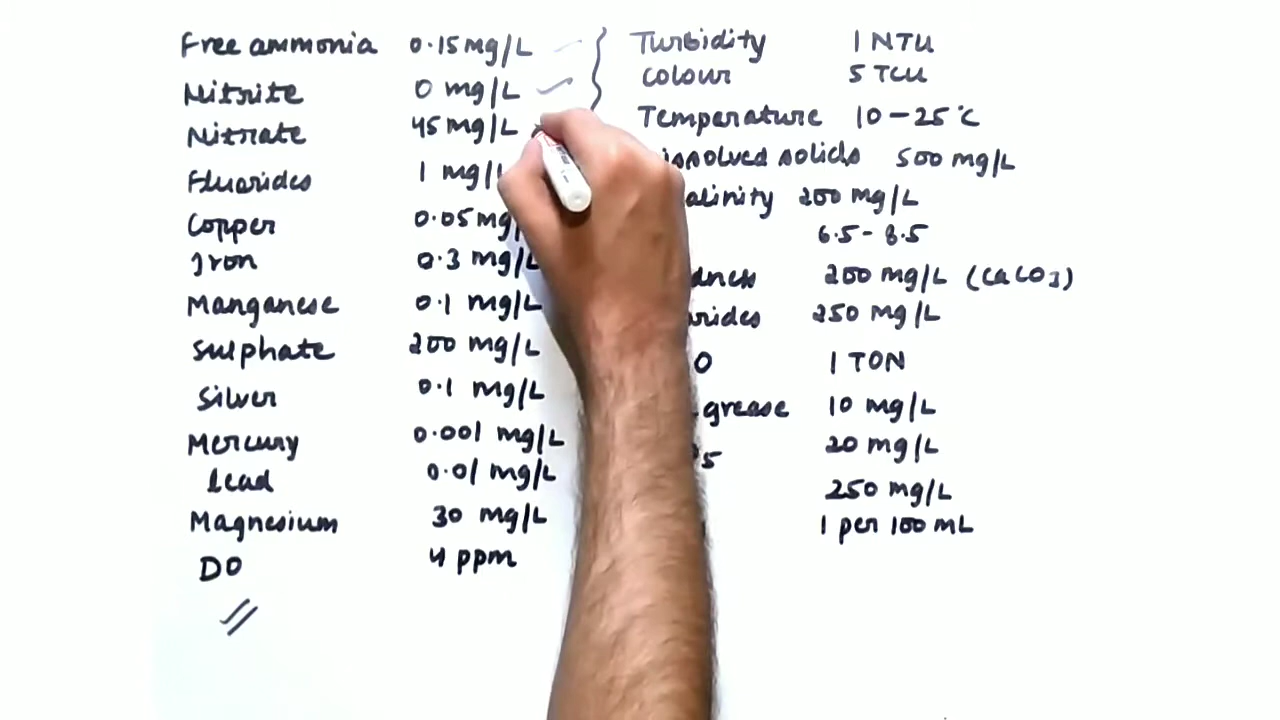 Free ammonia 0.15 mg/L
Nitrite 0 mg/L
Nitrate 45 mg/L
Fluorides 1 mg/L
Copper 0.05 mg/
Iron 0.3 mg/L
Manganese 0.1 mg/L
Sulphate 200 mg/L
Silver 0.1 mg/L
Mercury 0.001 mg/L
lead 0.01 mg/L
Magnesium 30 mg/L
DO 4 ppm
Turbidity 1 NTU
Colour 5 TCU
Temperature 10-25°C
solids 500 mg/L
200 mg/L
6.5-8.5
200 mg/L (CaCO3)
250 mg/L
1 TON
grease 10 mg/L
20 mg/L
250 mg/L
1 per 100 mL